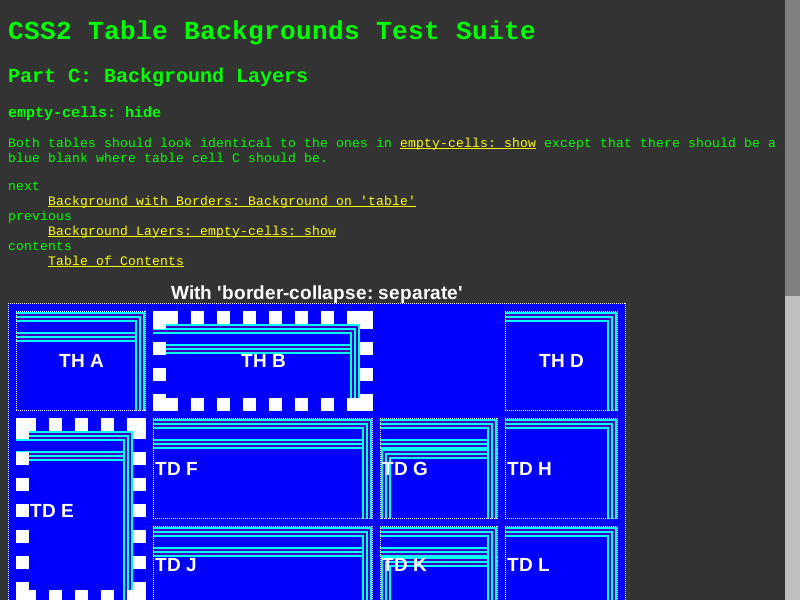 CSS2 Table Backgrounds Test Suite
Part C: Background Layers
empty-cells: hide
Both tables should look identical to the ones in empty-cells: show except that there should be a
blue blank where table cell C should be.
next
Background with Borders: Background on 'table'
previous
Background Layers: empty-cells: show
contents
Table of Contents
With 'border-collapse: separate'
TH A TH B TH D
TD F TD G TD H
TD E
TD J TD K TD L